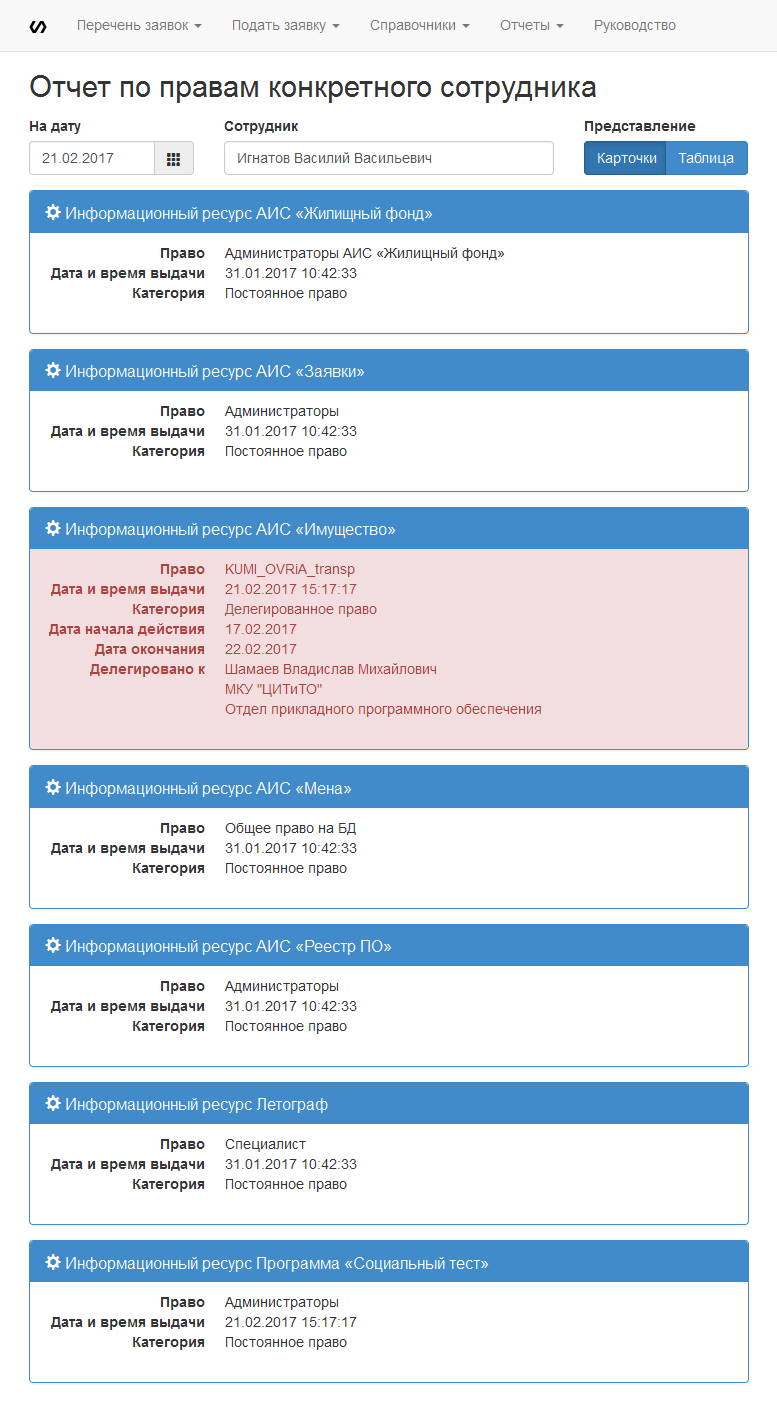 Перечень заявок Подать заявку Справочники Отчеты Руководство
Отчет по правам конкретного сотрудника
На дату Сотрудник Представление
21.02.2017 Игнатов Василий Васильевич Карточки Таблица
Информационный ресурс АИС «Жилищный фонд»
Право Администраторы АИС «Жилищный фонд»
Дата и время выдачи 31.01.2017 10:42:33
Категория Постоянное право
Информационный ресурс АИС «Заявки»
Право Администраторы
Дата и время выдачи 31.01.2017 10:42:33
Категория Постоянное право
Информационный ресурс АИС «Имущество»
Право KUMI_OVRiA_transp
Дата и время выдачи 21.02.2017 15:17:17
Категория Делегированное право
Дата начала действия 17.02.2017
Дата окончания 22.02.2017
Делегировано к Шамаев Владислав Михайлович
МКУ "ЦИТиТО"
Отдел прикладного программного обеспечения
Информационный ресурс АИС «Мена»
Право Общее право на БД
Дата и время выдачи 31.01.2017 10:42:33
Категория Постоянное право
Информационный ресурс АИС «Реестр ПО»
Право Администраторы
Дата и время выдачи 31.01.2017 10:42:33
Категория Постоянное право
Информационный ресурс Летограф
Право Специалист
Дата и время выдачи 31.01.2017 10:42:33
Категория Постоянное право
Информационный ресурс Программа «Социальный тест»
Право Администраторы
Дата и время выдачи 21.02.2017 15:17:17
Категория Постоянное право